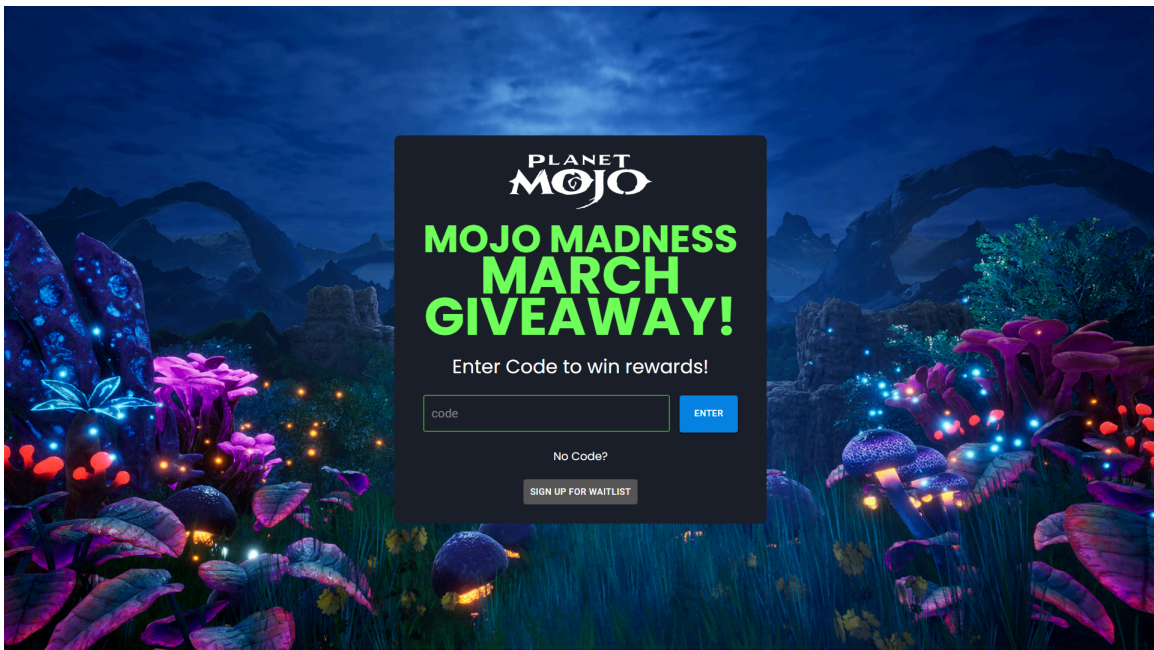 PLANET
MOJO
MOJO MADNESS
MARCH
GIVEAWAY!
Enter Code to win rewards!
code
ENTER
No Code?
SIGN UP FOR WAITLIST